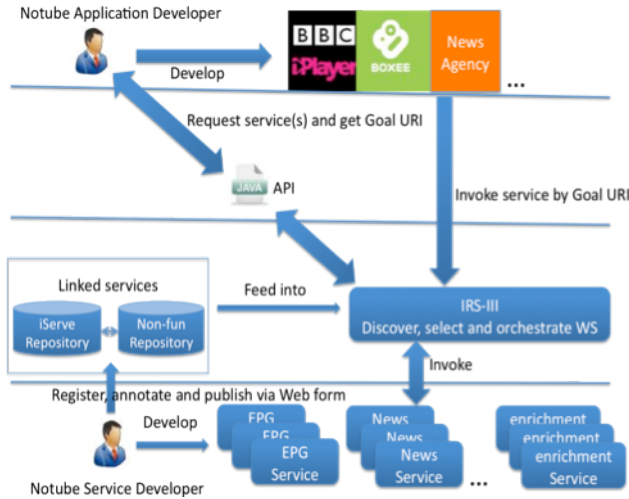 Notube Application Developer
Develop
BBC
iPlayer
BOXEE
News
Agency
...
Request service(s) and get Goal URI
JAVA
API
Invoke service by Goal URI
Linked services
iServe
Repository
Non-fun
Repository
Feed into
IRS-III
Discover, select and orchestrate WS
Invoke
Register, annotate and publish via Web form
Develop
Notube Service Developer
EPG
EPG
EPG
Service
News
News
News
Service
...
enrichment
enrichment
enrichment
Service